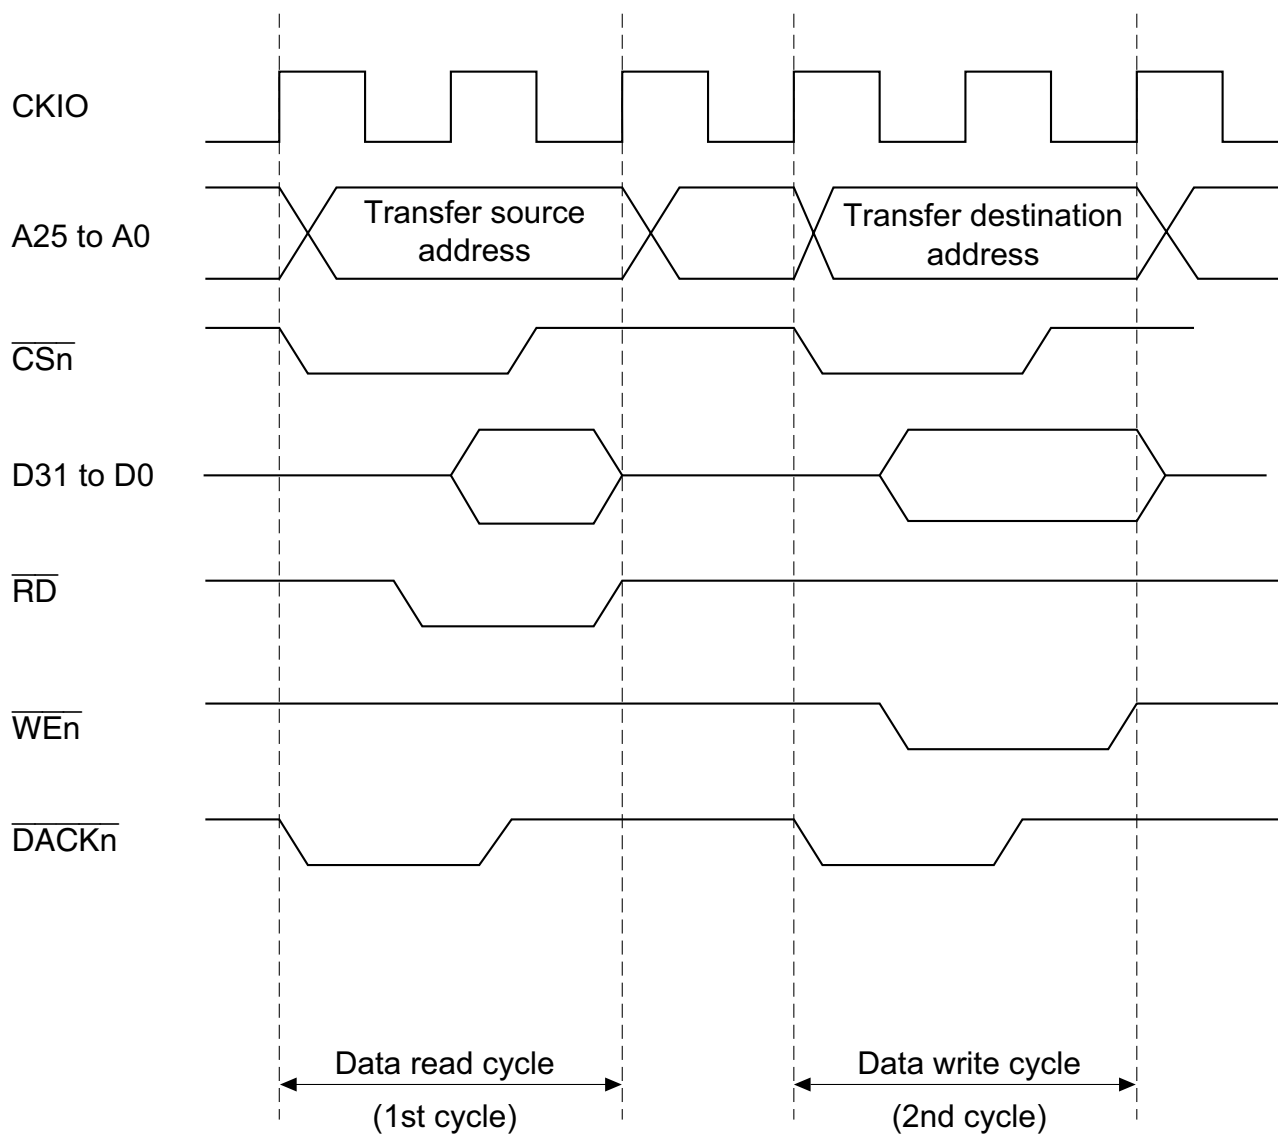 CKIO
A25 to A0
Transfer source
address
Transfer destination
address
CSn
D31 to D0
RD
WEn
DACKn
Data read cycle
(1st cycle)
Data write cycle
(2nd cycle)